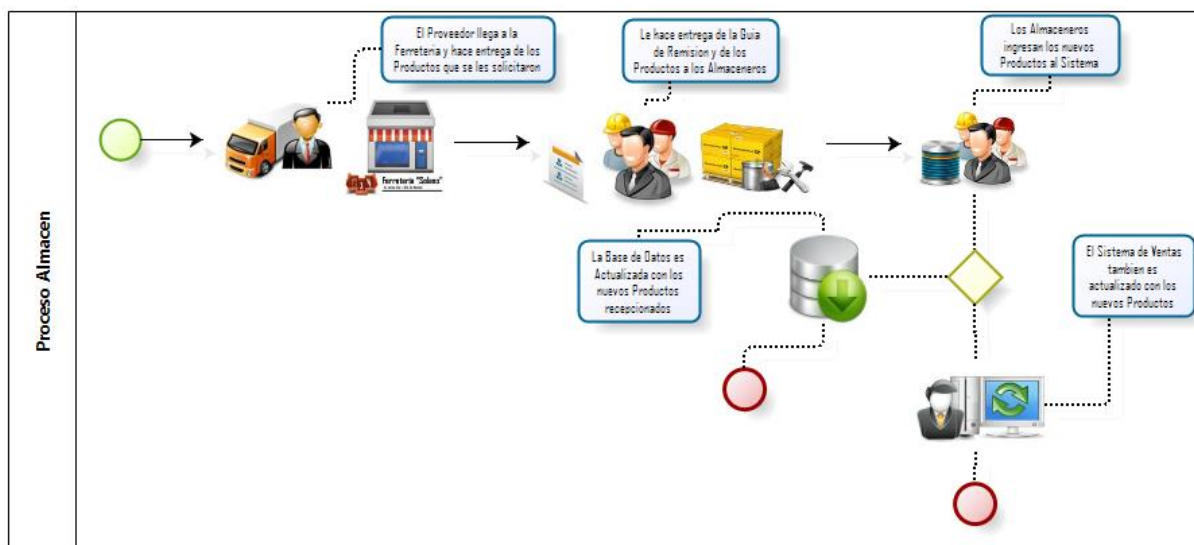 Proceso Almacen
El Proveedor llega a la
Ferreteria y hace entrega de los
Productos que se les solicitaron
Le hace entrega de la Guia
de Remision y de los
Productos a los Almaceneros
Los Almaceneros
ingresan los nuevos
Productos al Sistema
Ferreteria "Solano"
La Base de Datos es
Actualizada con los
nuevos Productos
recepcionados
El Sistema de Ventas
tambien es
actualizado con los
nuevos Productos